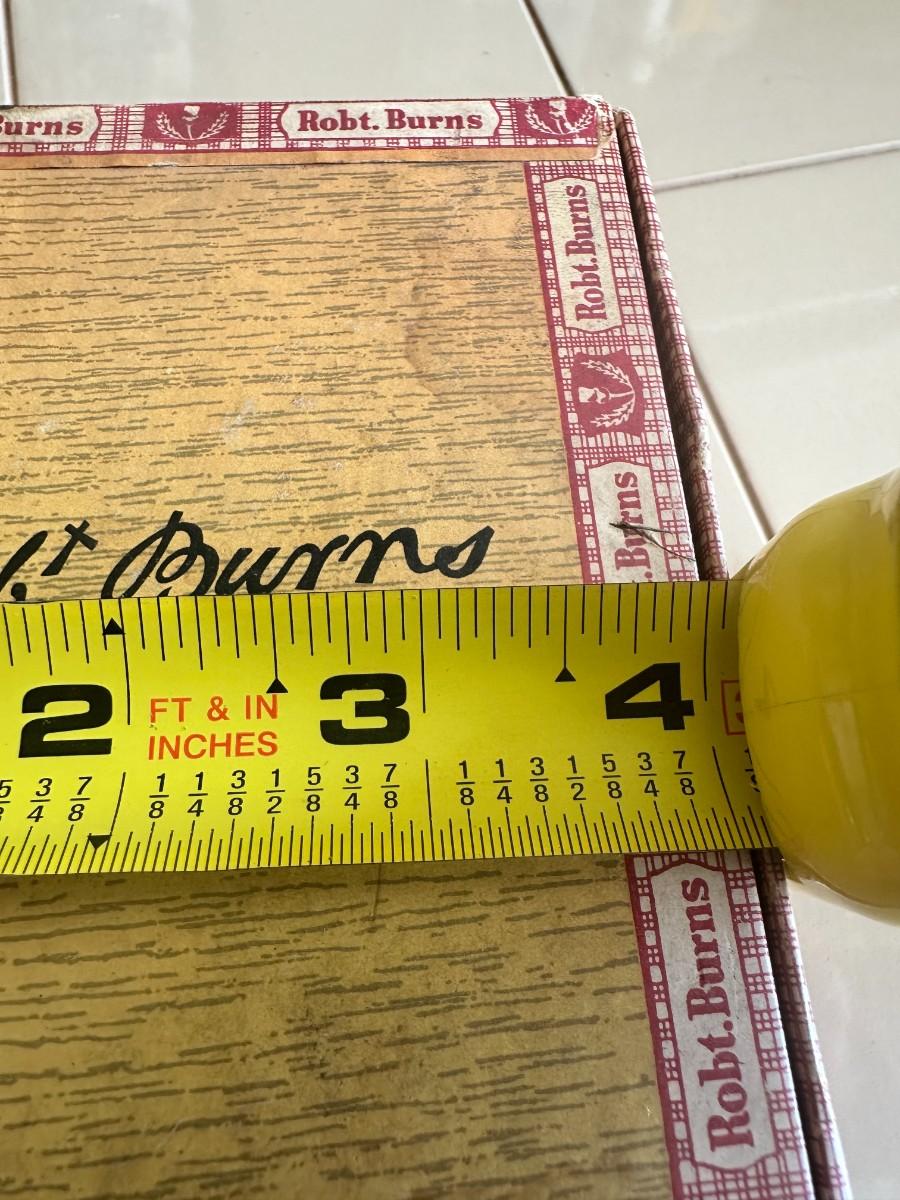 Burns Robt. Burns
Robt. Burns
Burns
Burns
2 FT & IN 3 4
INCHES
3/4 7/8 1/8 1/4 3/8 1/2 5/8 3/4 7/8 1/8 1/4 3/8 1/2 5/8 3/4 7/8
Robt. Burns